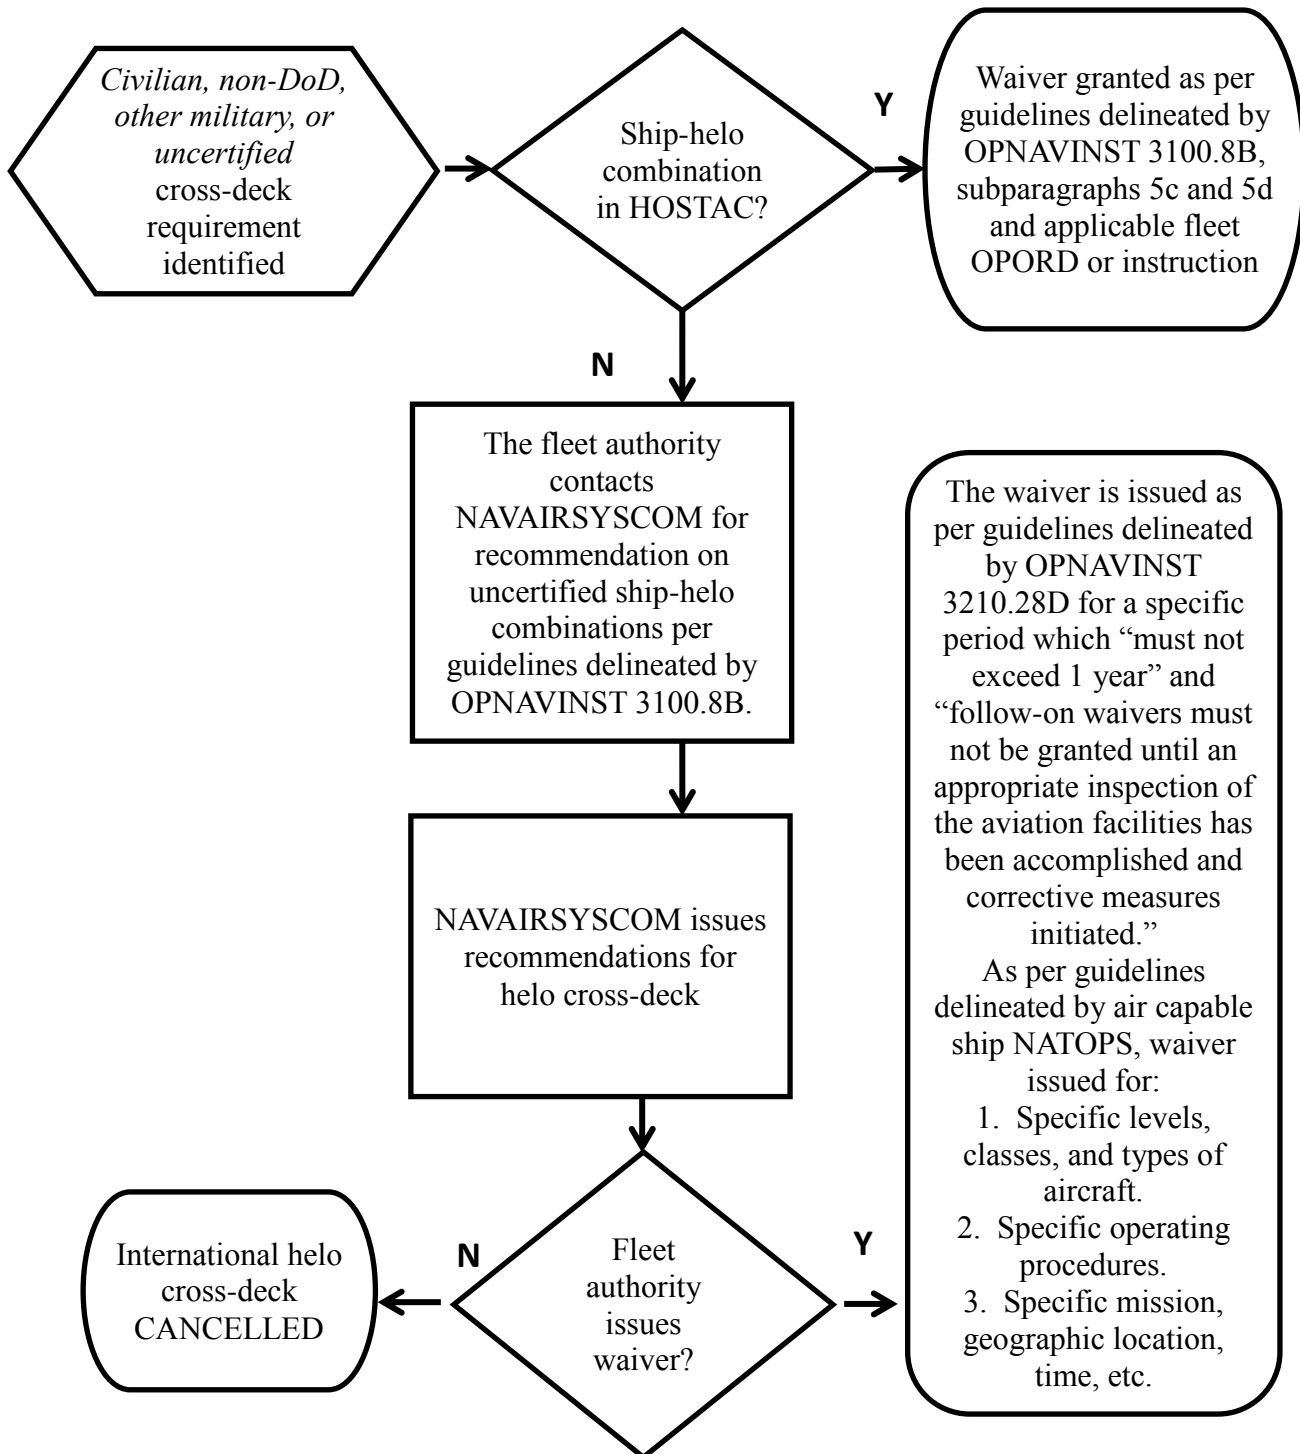 Civilian, non-DoD,
other military, or
uncertified
cross-deck
requirement
identified
Ship-helo
combination
in HOSTAC?
Y
Waiver granted as per
guidelines delineated by
OPNAVINST 3100.8B,
subparagraphs 5c and 5d
and applicable fleet
OPORD or instruction
N
The fleet authority
contacts
NAVAIRSYSCOM for
recommendation on
uncertified ship-helo
combinations per
guidelines delineated by
OPNAVINST 3100.8B.
NAVAIRSYSCOM issues
recommendations for
helo cross-deck
Fleet
authority
issues
waiver?
N
International helo
cross-deck
CANCELLED
Y
The waiver is issued as
per guidelines delineated
by OPNAVINST
3210.28D for a specific
period which “must not
exceed 1 year” and
“follow-on waivers must
not be granted until an
appropriate inspection of
the aviation facilities has
been accomplished and
corrective measures
initiated.”
As per guidelines
delineated by air capable
ship NATOPS, waiver
issued for:
1. Specific levels,
classes, and types of
aircraft.
2. Specific operating
procedures.
3. Specific mission,
geographic location,
time, etc.